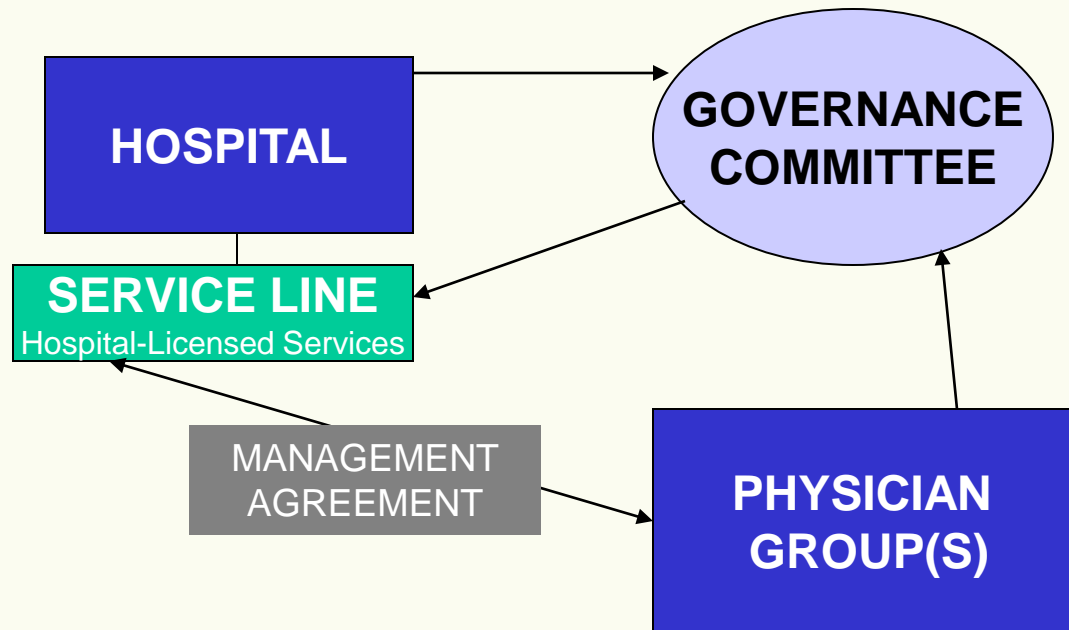 HOSPITAL
GOVERNANCE
COMMITTEE
SERVICE LINE
Hospital-Licensed Services
MANAGEMENT
AGREEMENT
PHYSICIAN
GROUP(S)